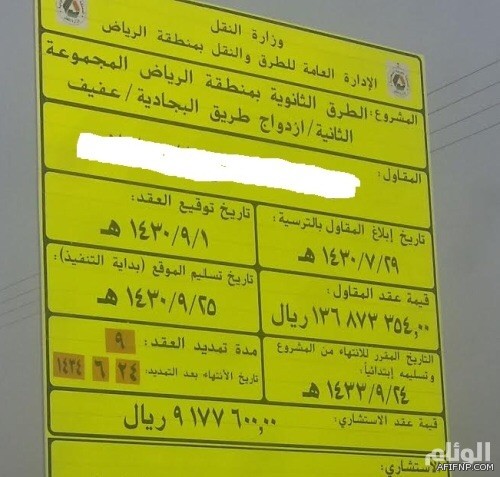 وزارة النقل
الإدارة العامة للطرق والنقل بمنطقة الرياض
المشروع: الطرق الثانوية بمنطقة الرياض المجموعة
الثانية/ازدواج طريق البجادية/عفيف
المقاول:
تاريخ إبلاغ المقاول بالترسية:
١٤٣٠/٧/٢٩ هـ
تاريخ توقيع العقد:
١٤٣٠/٩/١ هـ
قيمة عقد المقاول:
١٣٦ ٨٧٣ ٣٥٤,٠٠ ريال
تاريخ تسليم الموقع (بداية التنفيذ):
١٤٣٠/٩/٢٥ هـ
التاريخ المقرر للانتهاء من المشروع
وتسليمه إبتدائياً:
١٤٣٣/٩/٢٤ هـ
مدة تمديد العقد: ٩
تاريخ الأنتهاء بعد التمديد: ٢٤ ٦ ١٤٣٤
قيمة عقد الاستشاري: ٩ ١٧٧ ٦٠٠,٠٠ ريال
الاستشاري:
الوئام
AFIFNP.COM